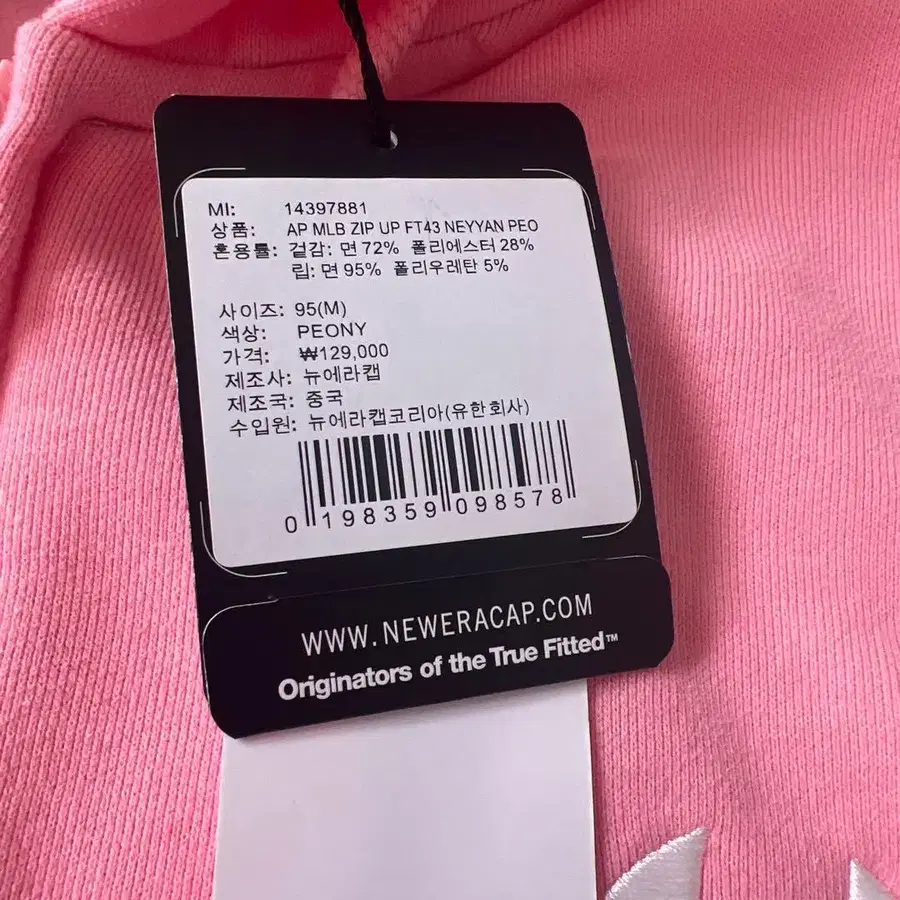 MI: 14397881
상품: AP MLB ZIP UP FT43 NEYYAN PEO
혼용률: 겉감: 면 72% 폴리에스터 28%
립: 면 95% 폴리우레탄 5%
사이즈: 95(M)
색상: PEONY
가격: ₩129,000
제조사: 뉴에라캡
제조국: 중국
수입원: 뉴에라캡코리아(유한회사)
0 198359 098578
WWW.NEWERACAP.COM
Originators of the True Fitted™